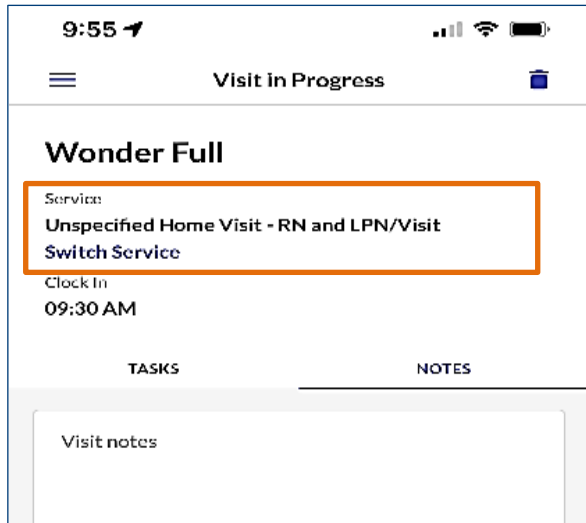 9:55
Visit in Progress
Wonder Full
Service
Unspecified Home Visit - RN and LPN/Visit
Switch Service
Clock In
09:30 AM
TASKS NOTES
Visit notes